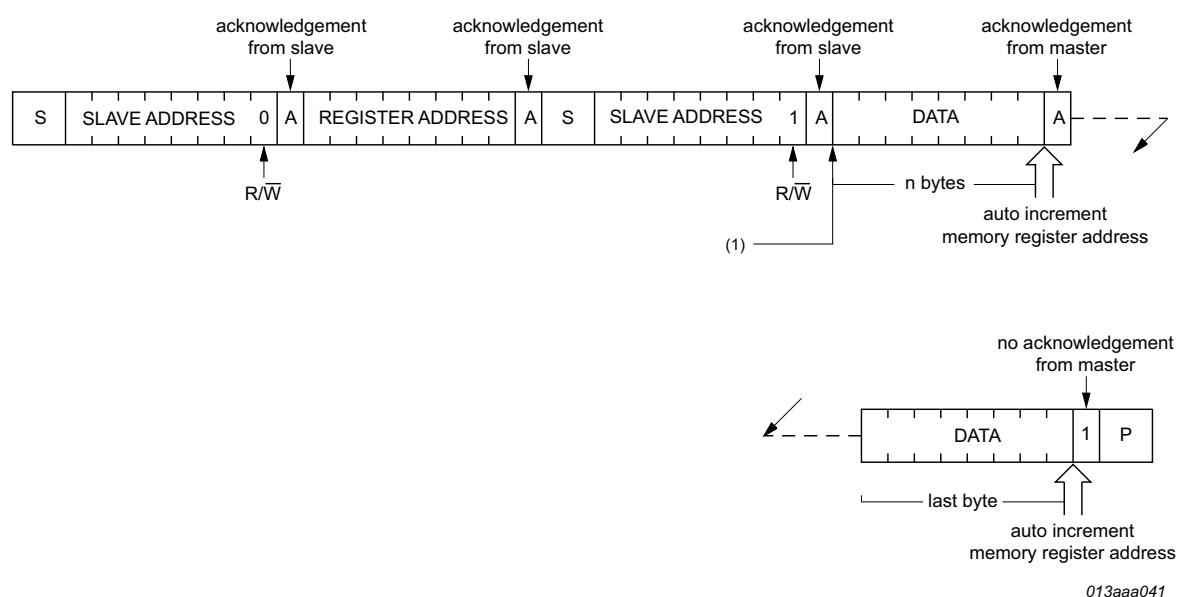 acknowledgement
from slave
acknowledgement
from slave
acknowledgement
from slave
acknowledgement
from master
S SLAVE ADDRESS 0 A REGISTER ADDRESS A S SLAVE ADDRESS 1 A DATA A
R/W̅
R/W̅
n bytes
auto increment
memory register address
(1)
no acknowledgement
from master
DATA 1 P
last byte
auto increment
memory register address
013aaa041